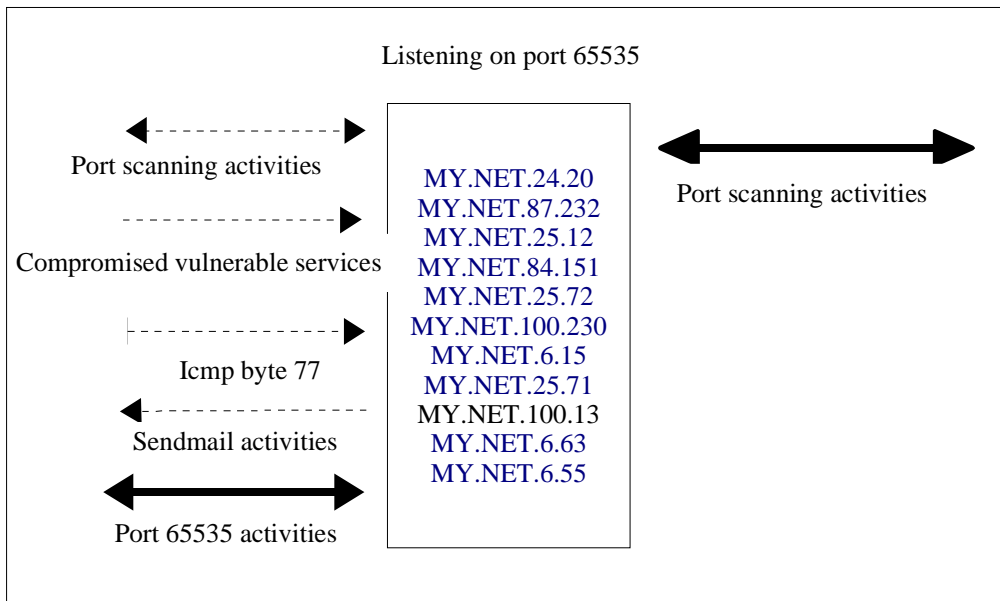 Listening on port 65535
Port scanning activities
Compromised vulnerable services
Icmp byte 77
Sendmail activities
Port 65535 activities
MY.NET.24.20
MY.NET.87.232
MY.NET.25.12
MY.NET.84.151
MY.NET.25.72
MY.NET.100.230
MY.NET.6.15
MY.NET.25.71
MY.NET.100.13
MY.NET.6.63
MY.NET.6.55
Port scanning activities